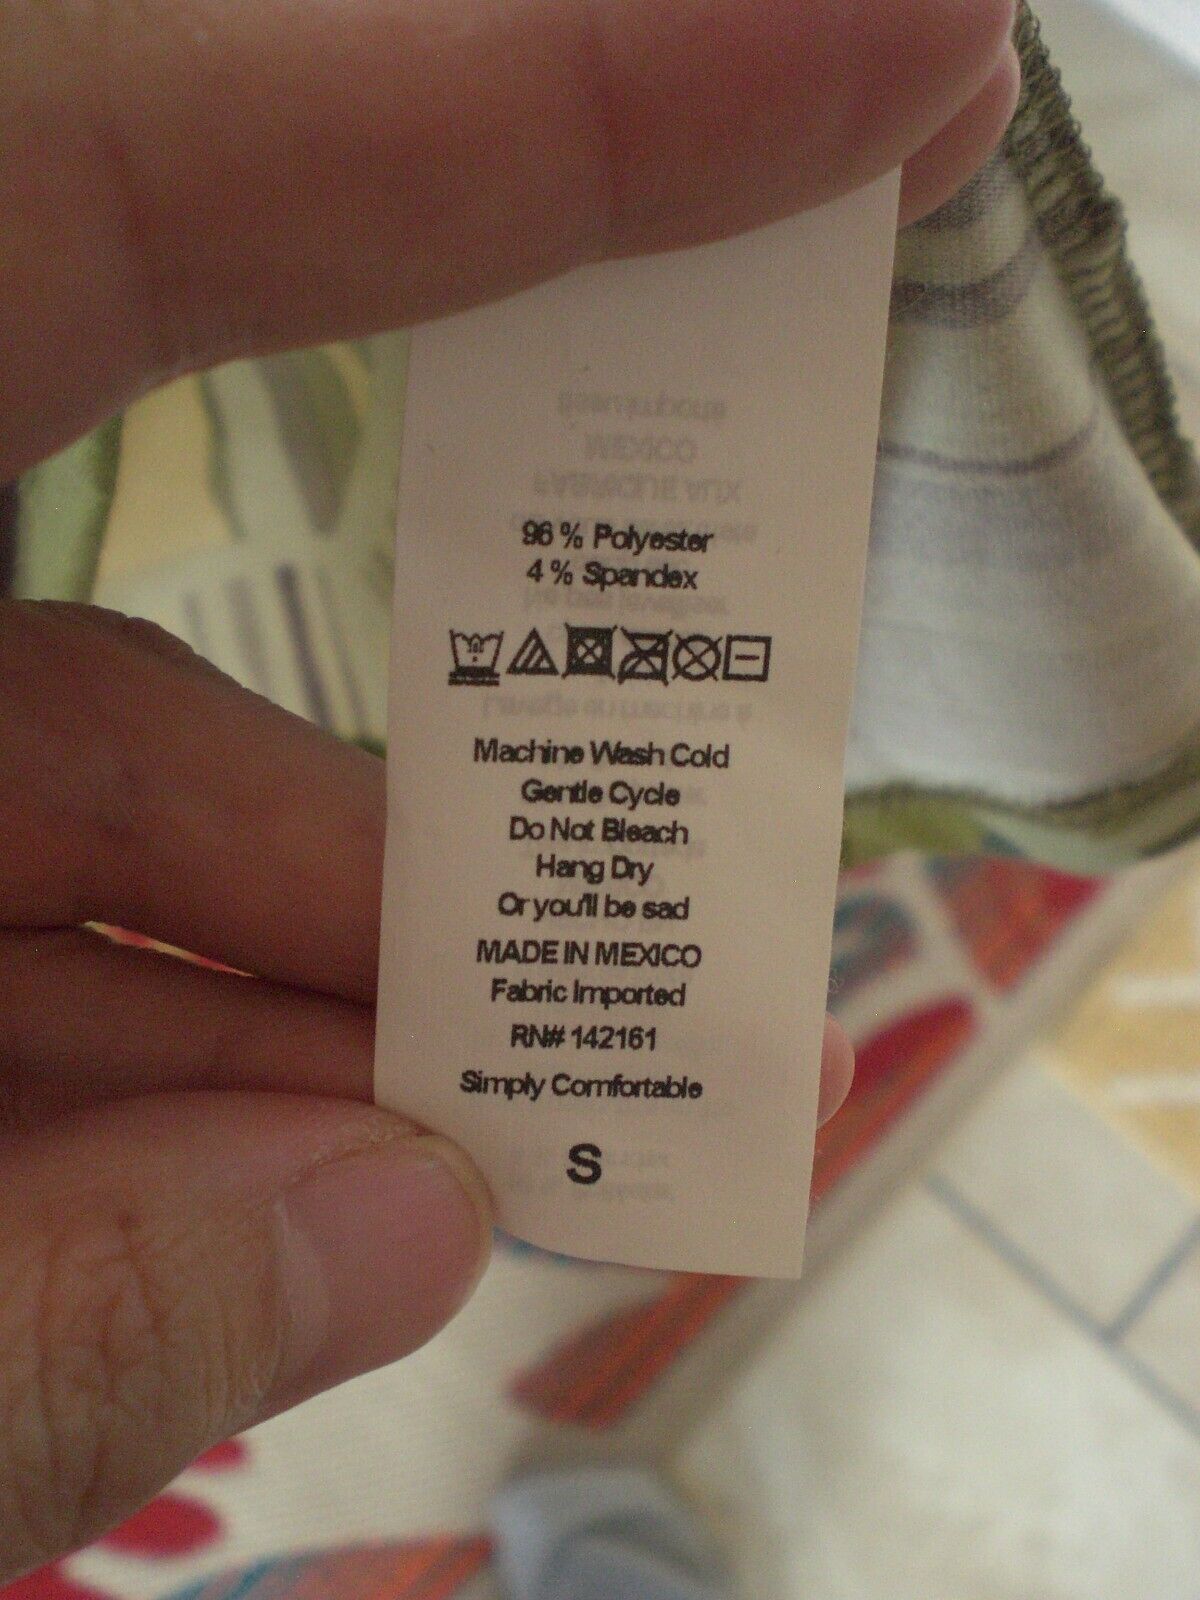 96 % Polyester
4 % Spandex
Machine Wash Cold
Gentle Cycle
Do Not Bleach
Hang Dry
Or you'll be sad
MADE IN MEXICO
Fabric Imported
RN# 142161
Simply Comfortable
S